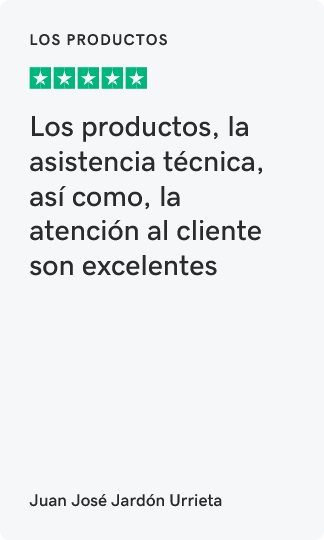 LOS PRODUCTOS
Los productos, la
asistencia técnica,
así como, la
atención al cliente
son excelentes
Juan José Jardón Urrieta